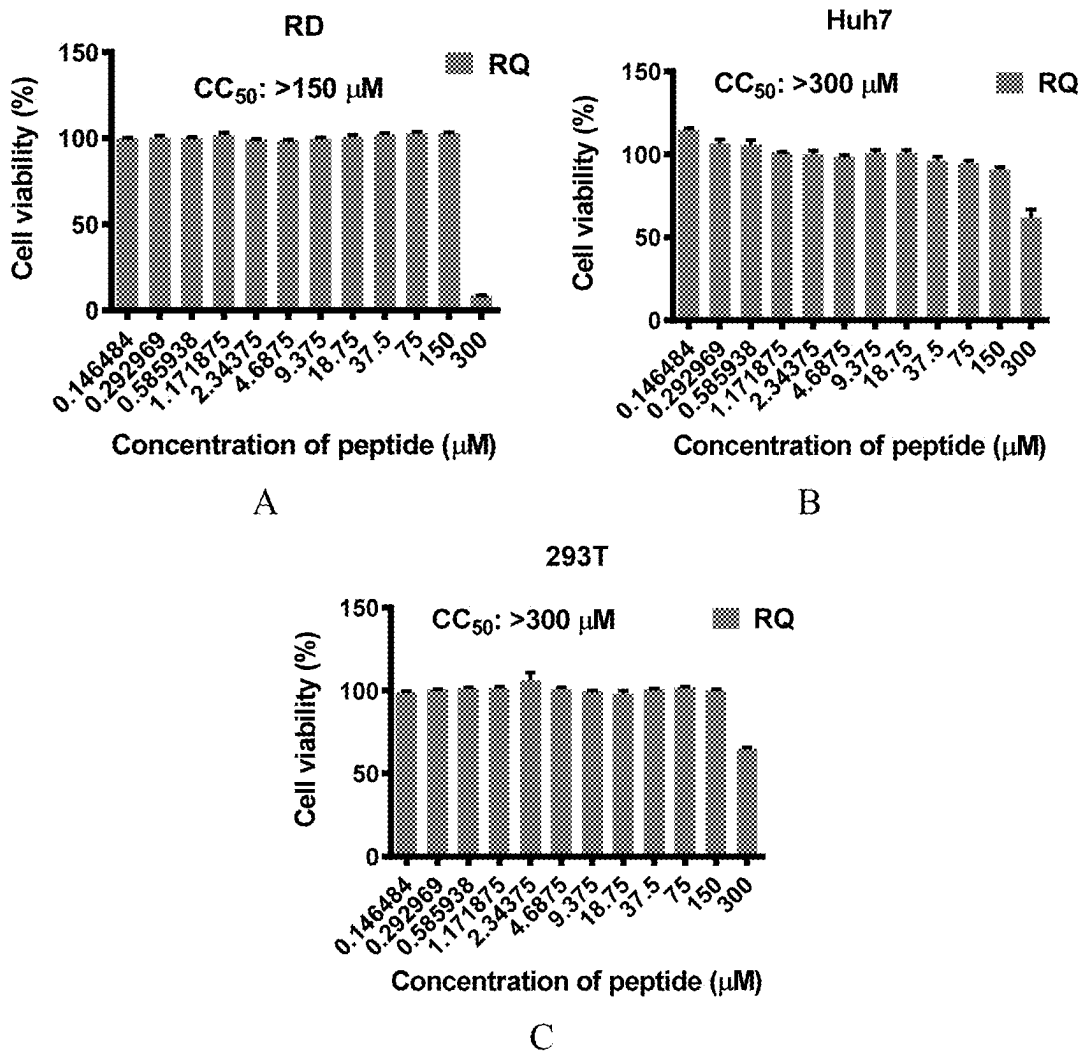 RD
150
100
50
0
Cell viability (%)
CC50: >150 μM
RQ
0.146484
0.292969
0.585938
1.171875
2.34375
4.6875
9.375
18.75
37.5
75
150
300
Concentration of peptide (μM)
A
Huh7
150
100
50
0
Cell viability (%)
CC50: >300 μM
RQ
0.146484
0.292969
0.585938
1.171875
2.34375
4.6875
9.375
18.75
37.5
75
150
300
Concentration of peptide (μM)
B
293T
150
100
50
0
Cell viability (%)
CC50: >300 μM
RQ
0.146484
0.292969
0.585938
1.171875
2.34375
4.6875
9.375
18.75
37.5
75
150
300
Concentration of peptide (μM)
C